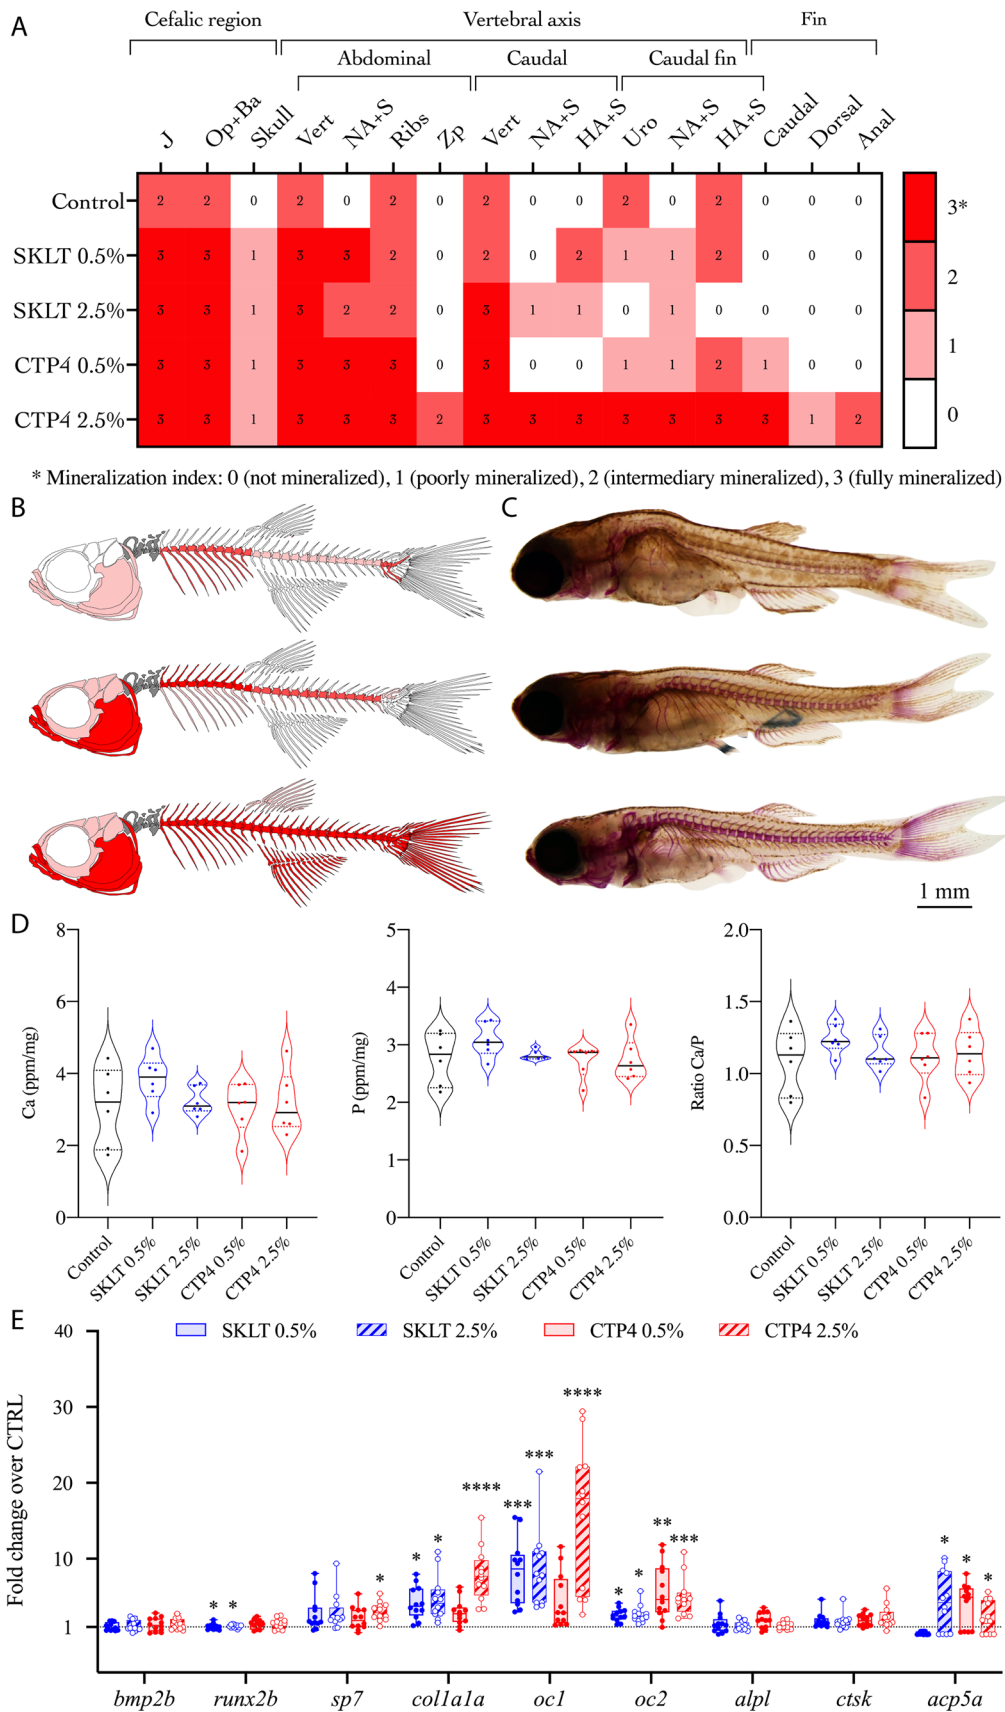 A
Cefalic region
Vertebral axis
Fin
Abdominal
Caudal
Caudal fin
J
Op+Ba
Skull
Vert
NA+S
Ribs
Zp
Vert
NA+S
HA+S
Uro
NA+S
HA+S
Caudal
Dorsal
Anal
Control 2 2 0 2 0 2 0 2 0 0 2 0 2 0 0 0
SKLT 0.5% 3 3 1 3 3 2 0 2 0 2 1 1 2 0 0 0
SKLT 2.5% 3 3 1 3 2 2 0 3 1 1 0 1 0 0 0 0
CTP4 0.5% 3 3 1 3 3 3 0 3 0 0 1 1 2 1 0 0
CTP4 2.5% 3 3 1 3 3 3 2 3 3 3 3 3 3 3 1 2
3*
2
1
0
* Mineralization index: 0 (not mineralized), 1 (poorly mineralized), 2 (intermediary mineralized), 3 (fully mineralized)
B
C
1 mm
D
Ca (ppm/mg)
8
6
4
2
0
Control
SKLT 0.5%
SKLT 2.5%
CTP4 0.5%
CTP4 2.5%
P (ppm/mg)
5
4
3
2
1
0
Control
SKLT 0.5%
SKLT 2.5%
CTP4 0.5%
CTP4 2.5%
Ratio Ca/P
2.0
1.5
1.0
0.5
0.0
Control
SKLT 0.5%
SKLT 2.5%
CTP4 0.5%
CTP4 2.5%
E
SKLT 0.5%
SKLT 2.5%
CTP4 0.5%
CTP4 2.5%
Fold change over CTRL
40
30
20
10
1
* *
*
* * ****
*** *** ****
* * ** ***
* * *
bmp2b
runx2b
sp7
col1a1a
oc1
oc2
alpl
ctsk
acp5a